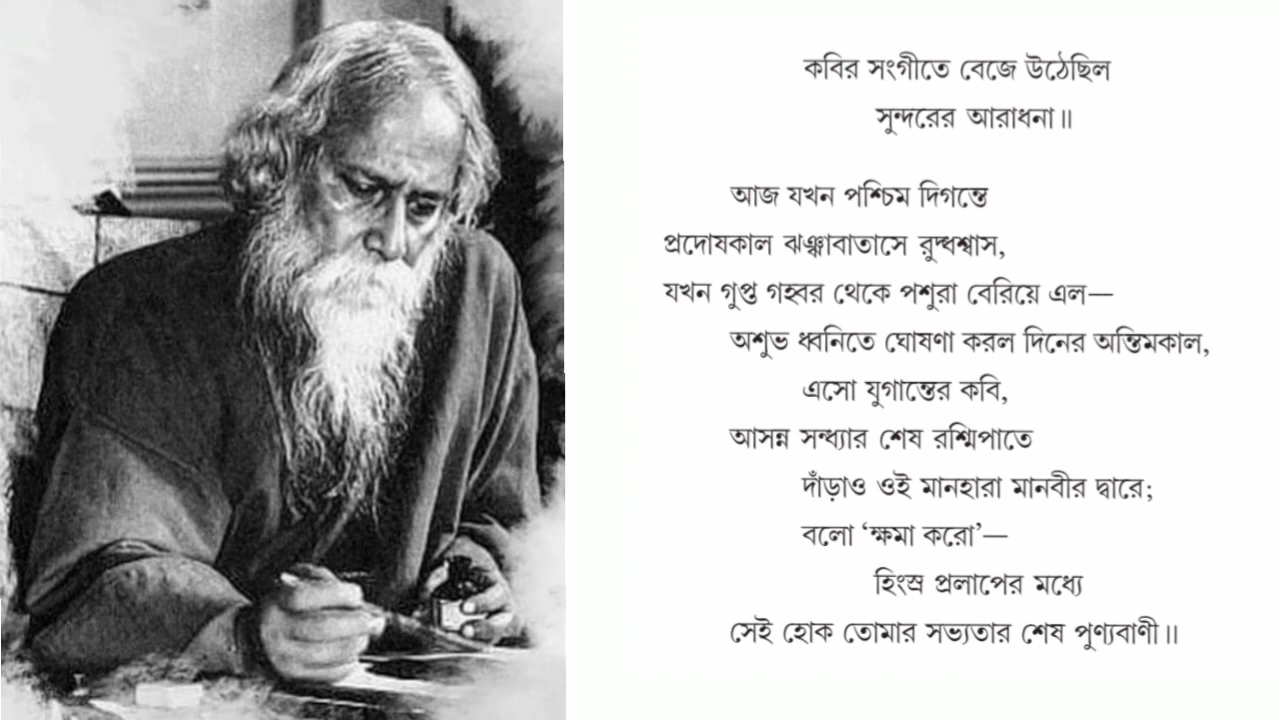 কবির সংগীতে বেজে উঠেছিল
সুন্দরের আরাধনা॥
আজ যখন পশ্চিম দিগন্তে
প্রদোষকাল ঝঞ্ঝাবাতাসে রুদ্ধশ্বাস,
যখন গুপ্ত গহ্বর থেকে পশুরা বেরিয়ে এল—
অশুভ ধ্বনিতে ঘোষণা করল দিনের অন্তিমকাল,
এসো যুগান্তের কবি,
আসন্ন সন্ধ্যার শেষ রশ্মিপাতে
দাঁড়াও ওই মানহারা মানবীর দ্বারে;
বলো ‘ক্ষমা করো’—
হিংস্র প্রলাপের মধ্যে
সেই হোক তোমার সভ্যতার শেষ পুণ্যবাণী॥